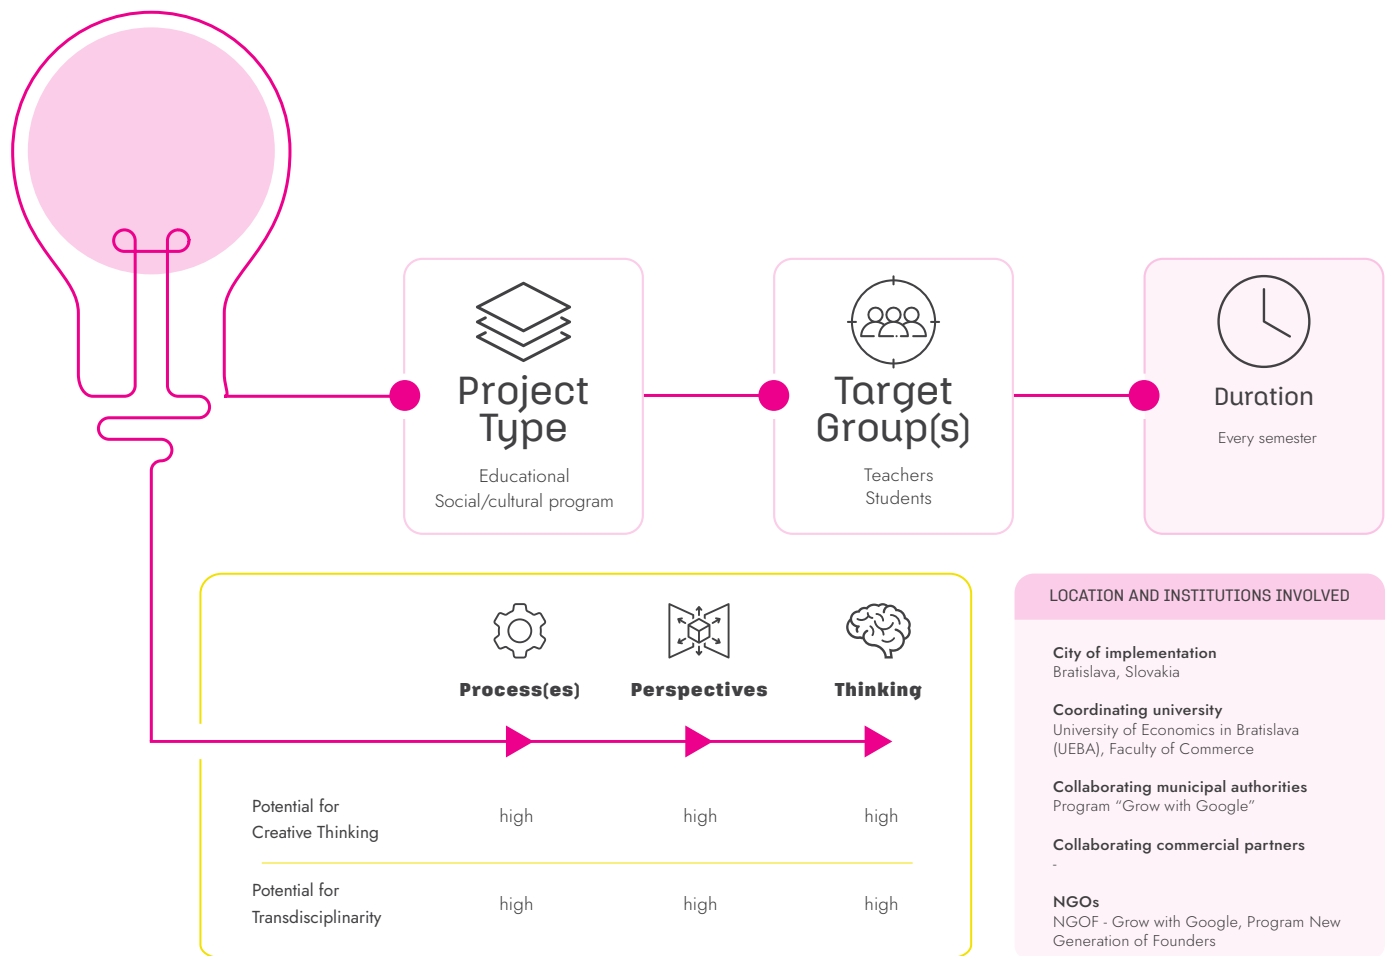 Project
Type
Educational
Social/cultural program
Target
Group(s)
Teachers
Students
Duration
Every semester
Process(es)
Perspectives
Thinking
Potential for
Creative Thinking
high
high
high
Potential for
Transdisciplinarity
high
high
high
LOCATION AND INSTITUTIONS INVOLVED
City of implementation
Bratislava, Slovakia
Coordinating university
University of Economics in Bratislava
(UEBA), Faculty of Commerce
Collaborating municipal authorities
Program “Grow with Google”
Collaborating commercial partners
-
NGOs
NGOF - Grow with Google, Program New
Generation of Founders